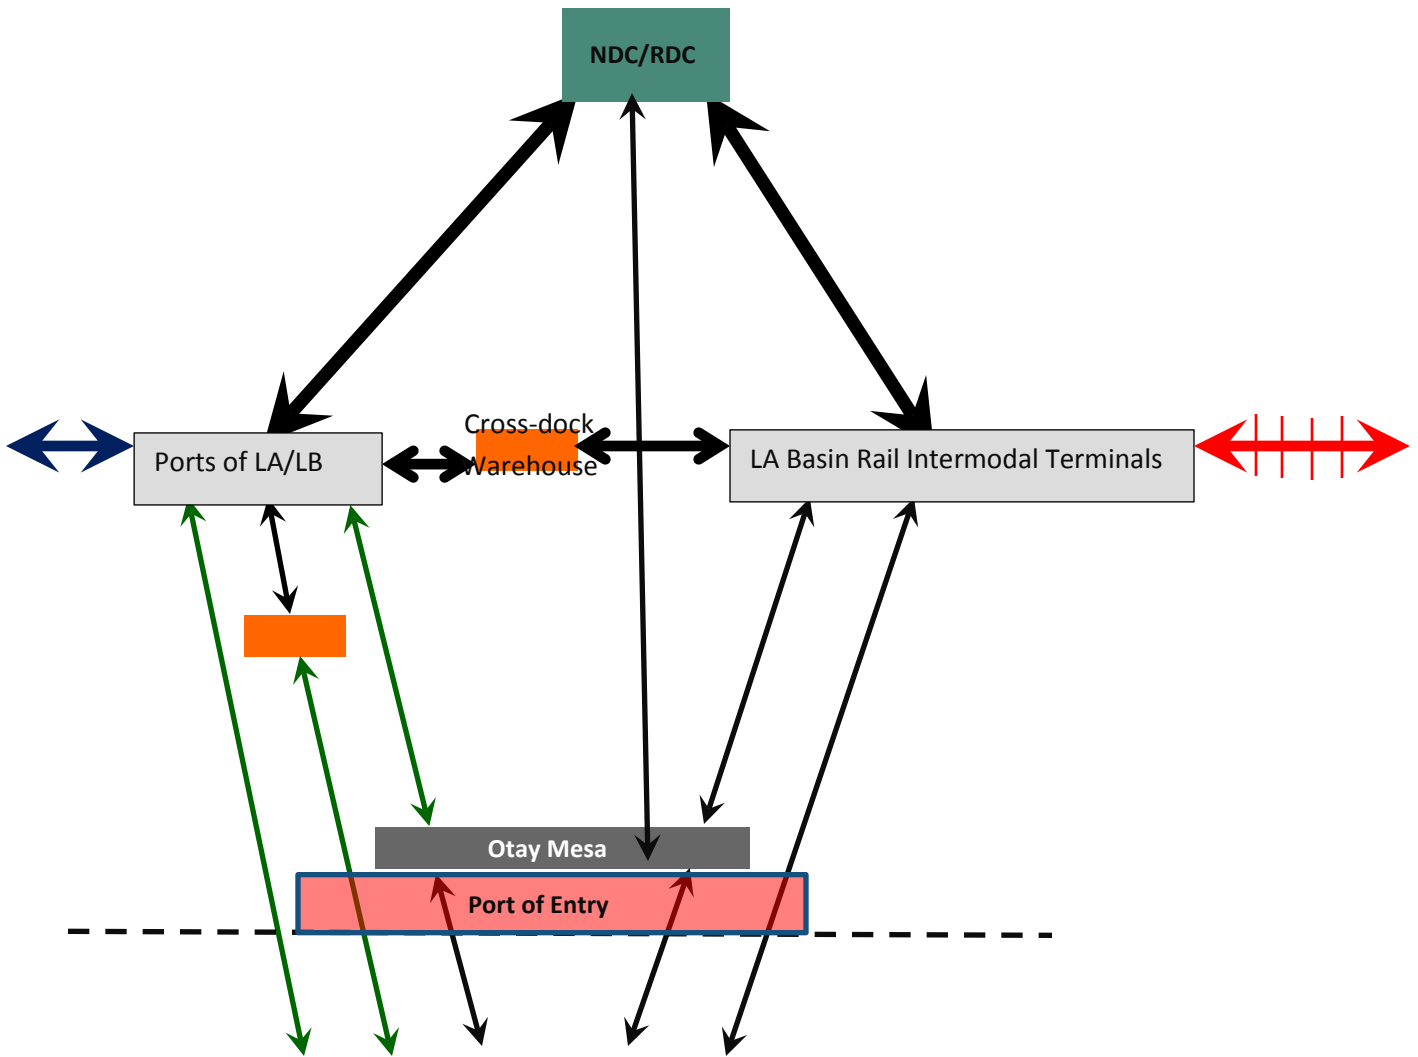 NDC/RDC
Cross-dock
Warehouse
Ports of LA/LB
LA Basin Rail Intermodal Terminals
Otay Mesa
Port of Entry